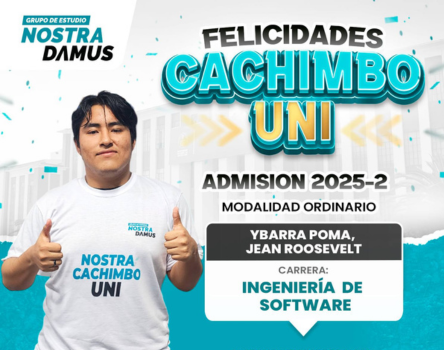 GRUPO DE ESTUDIO
NOSTRA
DAMUS
FELICIDADES
CACHIMBO
UNI
ADMISION 2025-2
MODALIDAD ORDINARIO
YBARRA POMA,
JEAN ROOSEVELT
CARRERA:
INGENIERÍA DE
SOFTWARE
NOSTRA
DAMUS
NOSTRA
CACHIMBO
UNI